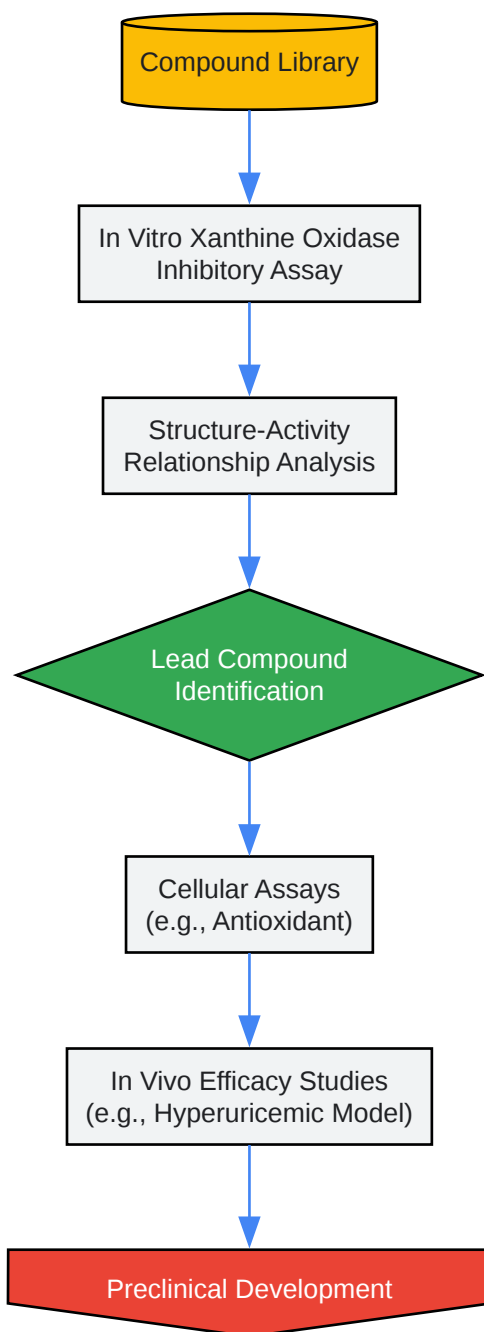 Compound Library
In Vitro Xanthine Oxidase
Inhibitory Assay
Structure-Activity
Relationship Analysis
Lead Compound
Identification
Cellular Assays
(e.g., Antioxidant)
In Vivo Efficacy Studies
(e.g., Hyperuricemic Model)
Preclinical Development